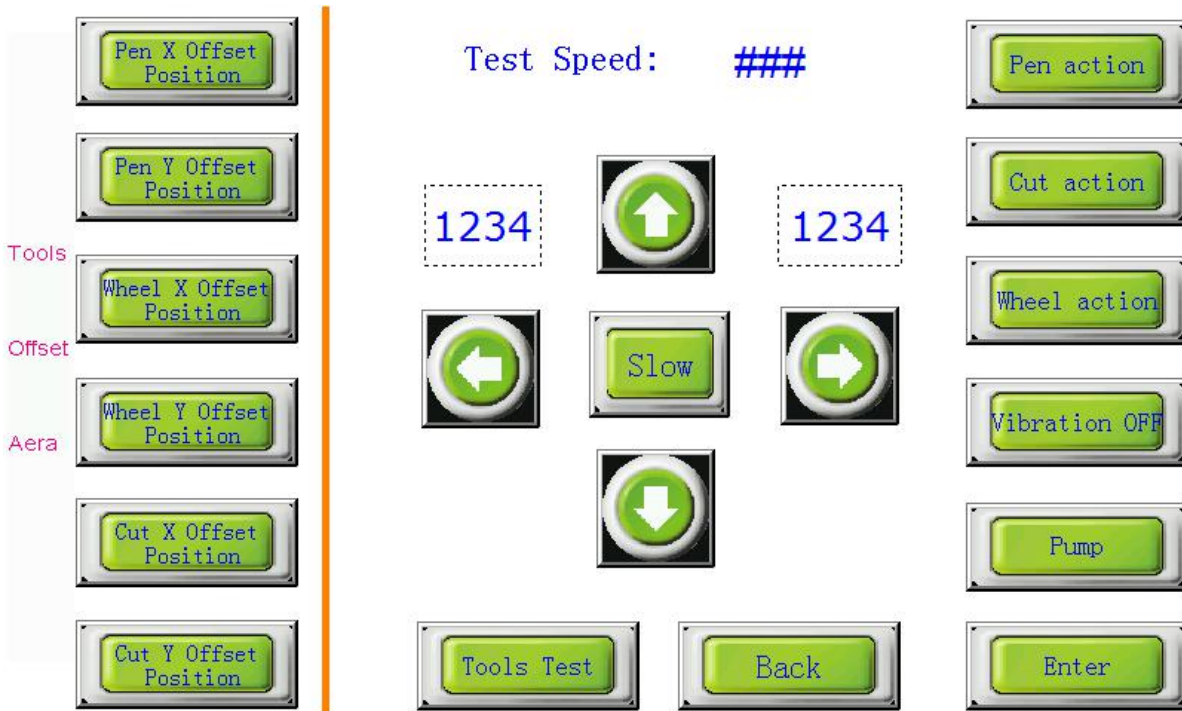 Pen X Offset
Position
Pen Y Offset
Position
Tools
Wheel X Offset
Position
Offset
Wheel Y Offset
Position
Aera
Cut X Offset
Position
Cut Y Offset
Position
Test Speed: ###
1234
1234
Slow
Tools Test
Back
Pen action
Cut action
Wheel action
Vibration OFF
Pump
Enter